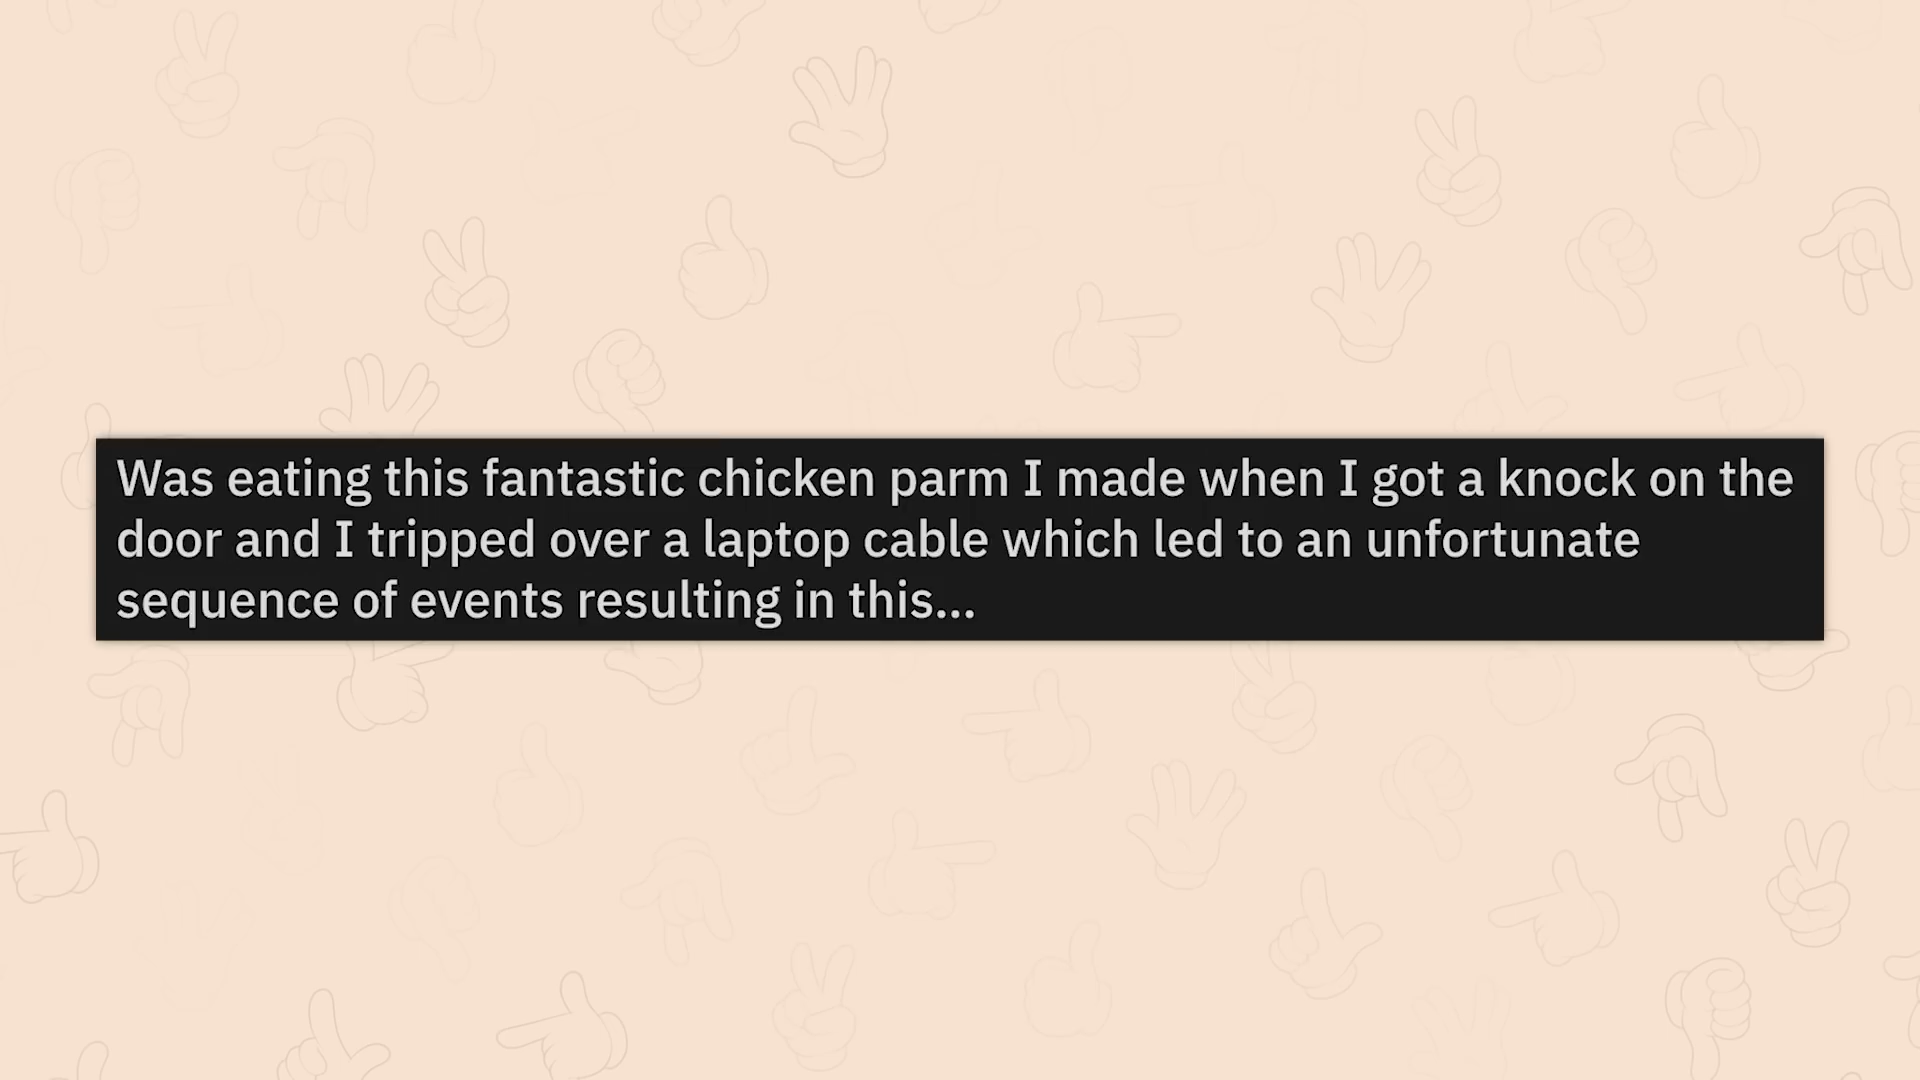 Was eating this fantastic chicken parm I made when I got a knock on the
door and I tripped over a laptop cable which led to an unfortunate
sequence of events resulting in this...